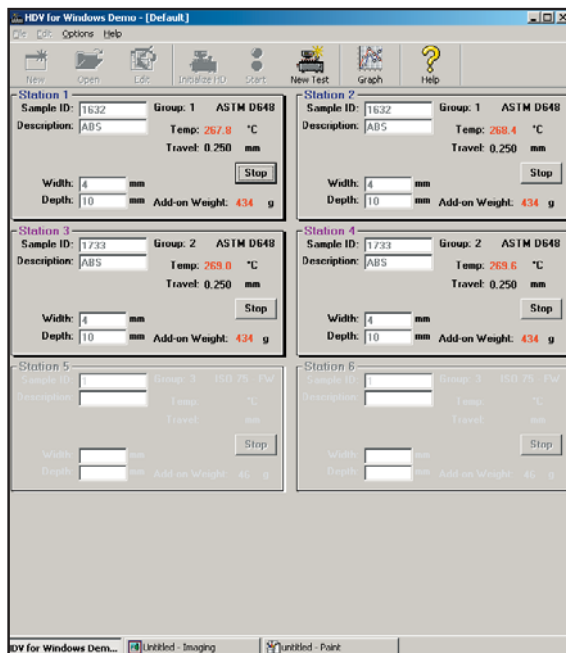 HDV for Windows Demo - [Default]
File Edit Options Help
New Open Edit Initialize HD Start New Test Graph Help
Station 1
Sample ID: 1632 Group: 1 ASTM D648
Description: ABS Temp: 267.8 °C
Travel: 0.250 mm
Stop
Width: 4 mm
Depth: 10 mm Add-on Weight: 434 g
Station 2
Sample ID: 1632 Group: 1 ASTM D648
Description: ABS Temp: 268.4 °C
Travel: 0.250 mm
Stop
Width: 4 mm
Depth: 10 mm Add-on Weight: 434 g
Station 3
Sample ID: 1733 Group: 2 ASTM D648
Description: ABS Temp: 269.0 °C
Travel: 0.250 mm
Stop
Width: 4 mm
Depth: 10 mm Add-on Weight: 434 g
Station 4
Sample ID: 1733 Group: 2 ASTM D648
Description: ABS Temp: 269.6 °C
Travel: 0.250 mm
Stop
Width: 4 mm
Depth: 10 mm Add-on Weight: 434 g
Station 5
Sample ID: 1 Group: 3 ISO 75 FW
Description: Temp: °C
Travel: mm
Stop
Width: mm
Depth: mm Add-on Weight: 46 g
Station 6
Sample ID: 1 Group: 3 ISO 75 FW
Description: Temp: °C
Travel: mm
Stop
Width: mm
Depth: mm Add-on Weight: 46 g
DV for Windows Dem... Untitled - Imaging untitled - Paint